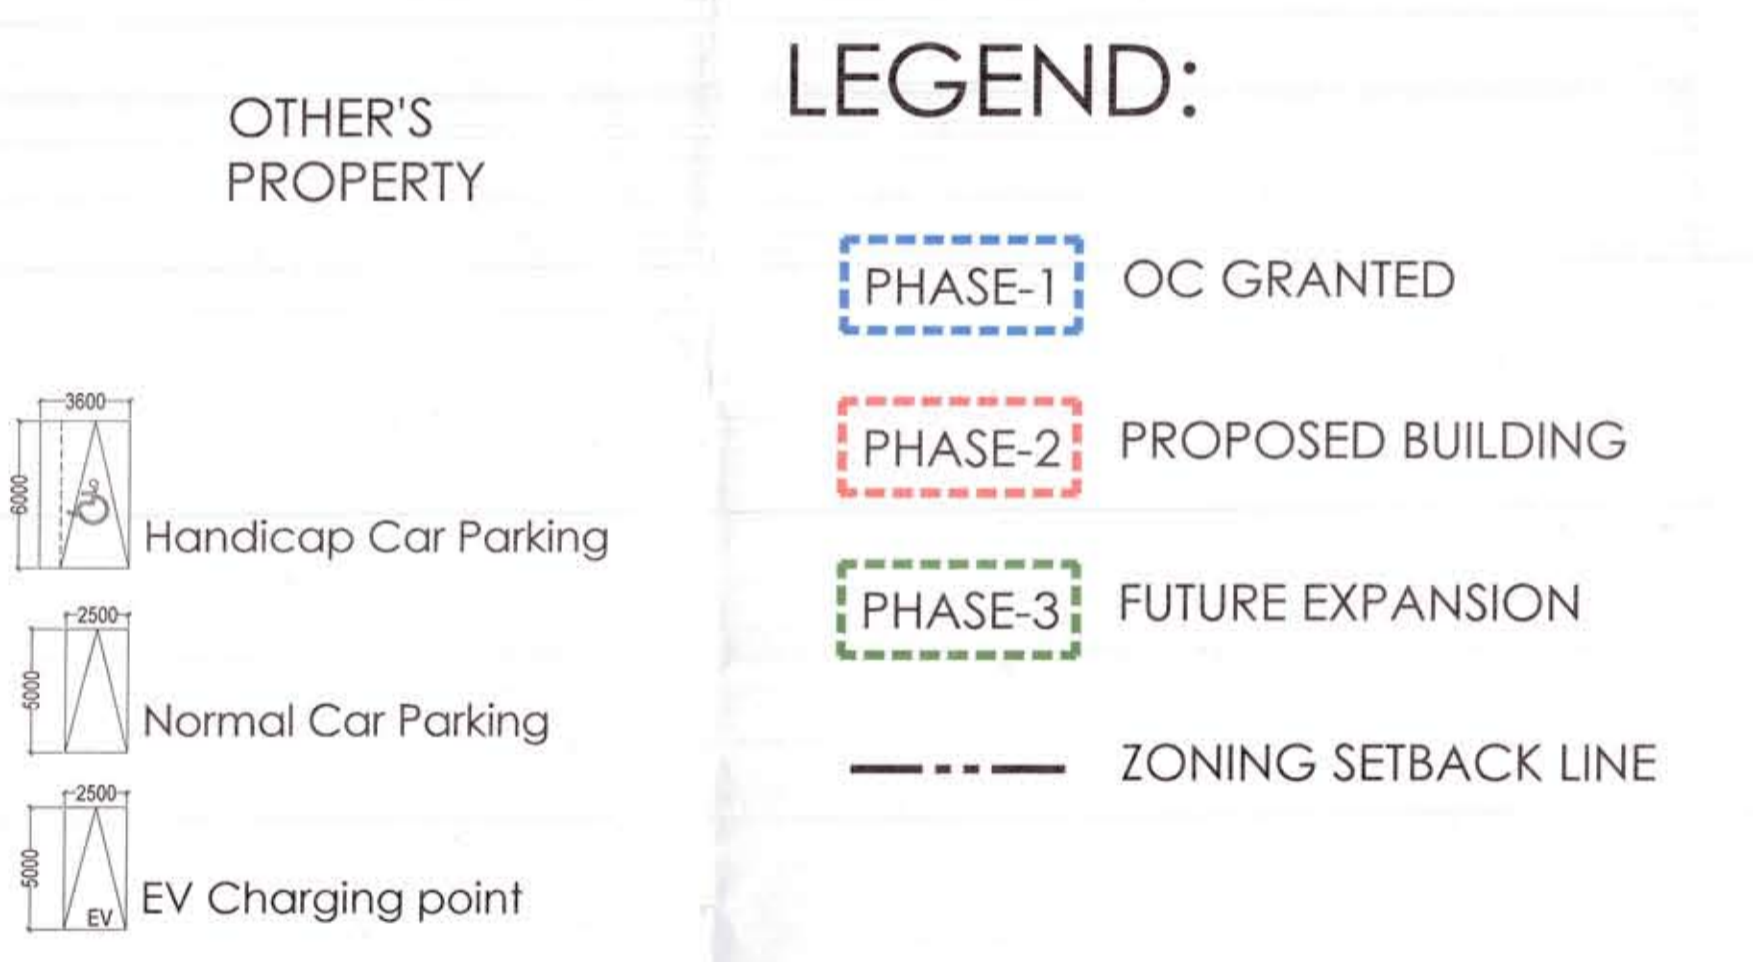 OTHER'S
PROPERTY
3600
6000
Handicap Car Parking
2500
5000
Normal Car Parking
2500
5000
EV
EV Charging point
LEGEND:
PHASE-1 OC GRANTED
PHASE-2 PROPOSED BUILDING
PHASE-3 FUTURE EXPANSION
ZONING SETBACK LINE